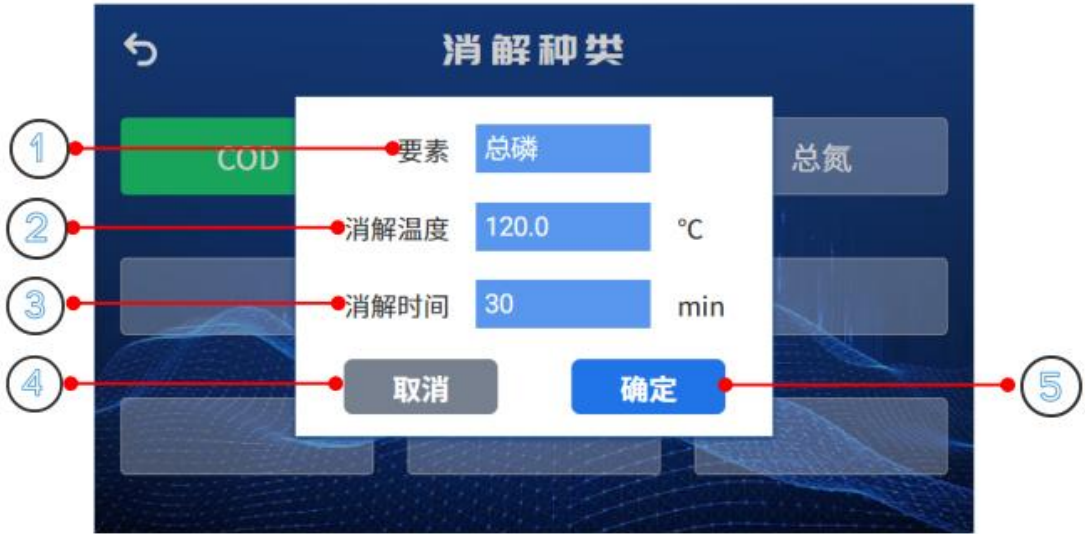 消解种类
COD
总氮
① 要素 总磷
② 消解温度 120.0 ℃
③ 消解时间 30 min
④ 取消 确定 ⑤